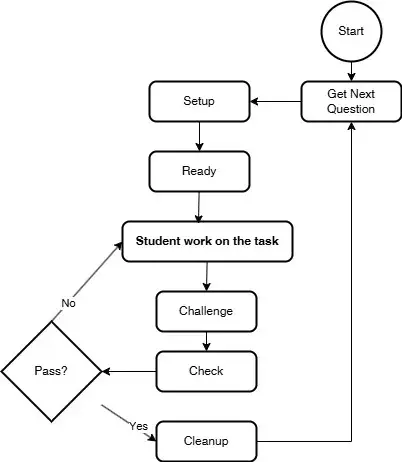 Start
Get Next
Question
Setup
Ready
Student work on the task
No
Challenge
Pass?
Check
Yes
Cleanup